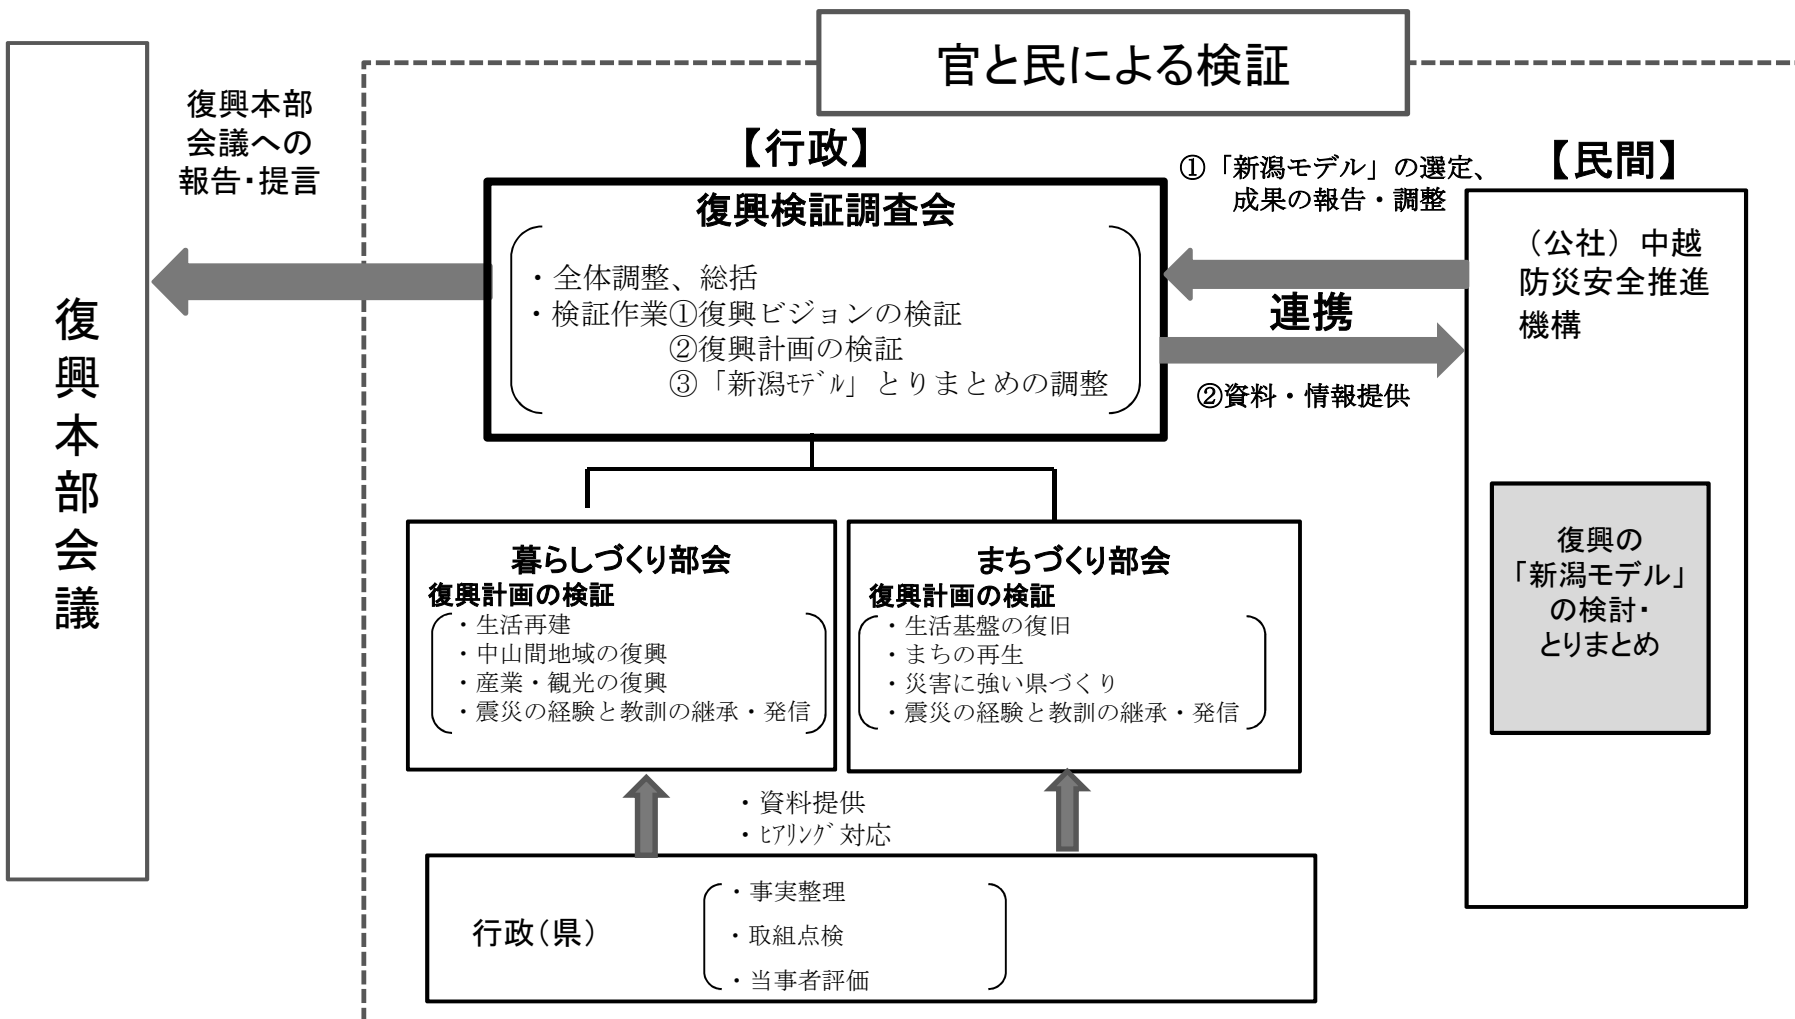 官と民による検証
復興本部会議
復興本部
会議への
報告・提言
【行政】
復興検証調査会
・全体調整、総括
・検証作業①復興ビジョンの検証
②復興計画の検証
③「新潟ﾓﾃﾞﾙ」とりまとめの調整
①「新潟モデル」の選定、
成果の報告・調整
連携
②資料・情報提供
【民間】
（公社）中越
防災安全推進
機構
復興の
「新潟モデル」
の検討・
とりまとめ
暮らしづくり部会
復興計画の検証
・生活再建
・中山間地域の復興
・産業・観光の復興
・震災の経験と教訓の継承・発信
まちづくり部会
復興計画の検証
・生活基盤の復旧
・まちの再生
・災害に強い県づくり
・震災の経験と教訓の継承・発信
・資料提供
・ﾋｱﾘﾝｸﾞ対応
行政（県）
・事実整理
・取組点検
・当事者評価